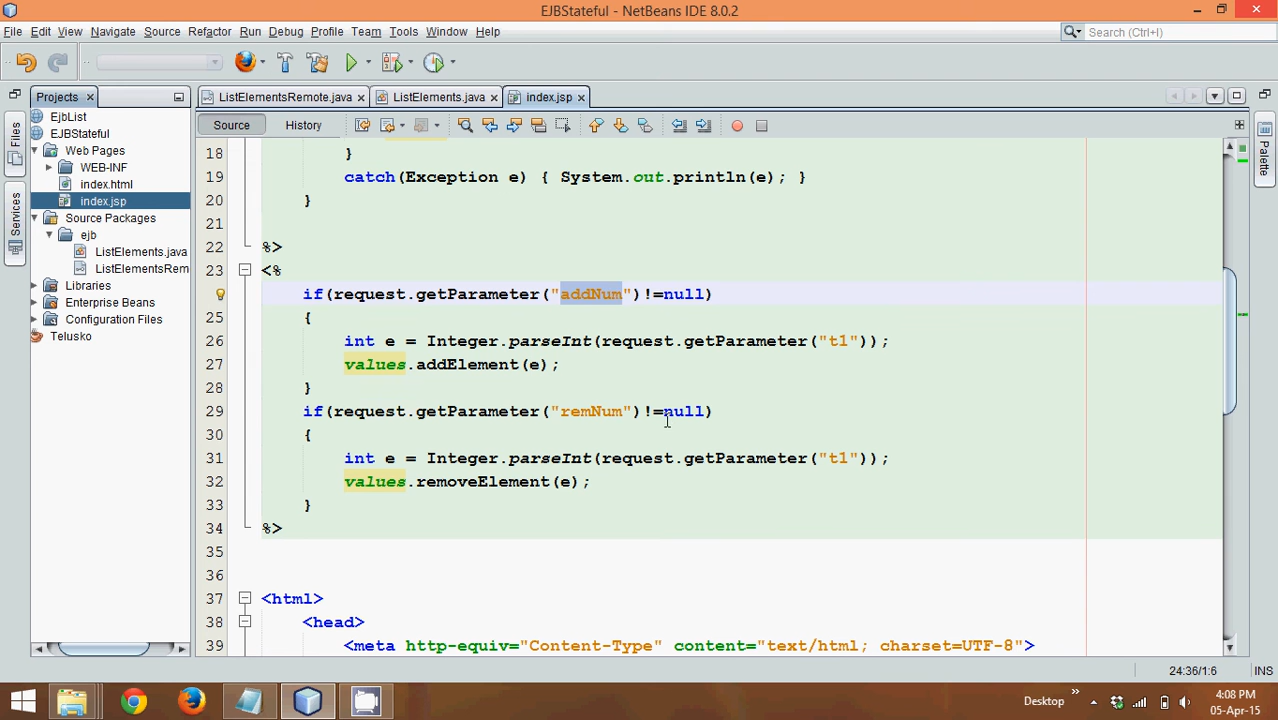 EJBStateful - NetBeans IDE 8.0.2
File Edit View Navigate Source Refactor Run Debug Profile Team Tools Window Help
Search (Ctrl+I)
Projects
ListElementsRemote.java
ListElements.java
index.jsp
Files
Services
Palette
EjbList
EJBStateful
Web Pages
WEB-INF
index.html
index.jsp
Source Packages
ejb
ListElements.java
ListElementsRem
Libraries
Enterprise Beans
Configuration Files
Telusko
Source History
18 }
19 catch(Exception e) { System.out.println(e); }
20 }
21
22 %>
23 <%
if(request.getParameter("addNum")!=null)
25 {
26 int e = Integer.parseInt(request.getParameter("t1"));
27 values.addElement(e);
28 }
29 if(request.getParameter("remNum")!=null)
30 {
31 int e = Integer.parseInt(request.getParameter("t1"));
32 values.removeElement(e);
33 }
34 %>
35
36
37 <html>
38 <head>
39 <meta http-equiv="Content-Type" content="text/html; charset=UTF-8">
24:36/1:6 INS
Desktop
4:08 PM
05-Apr-15